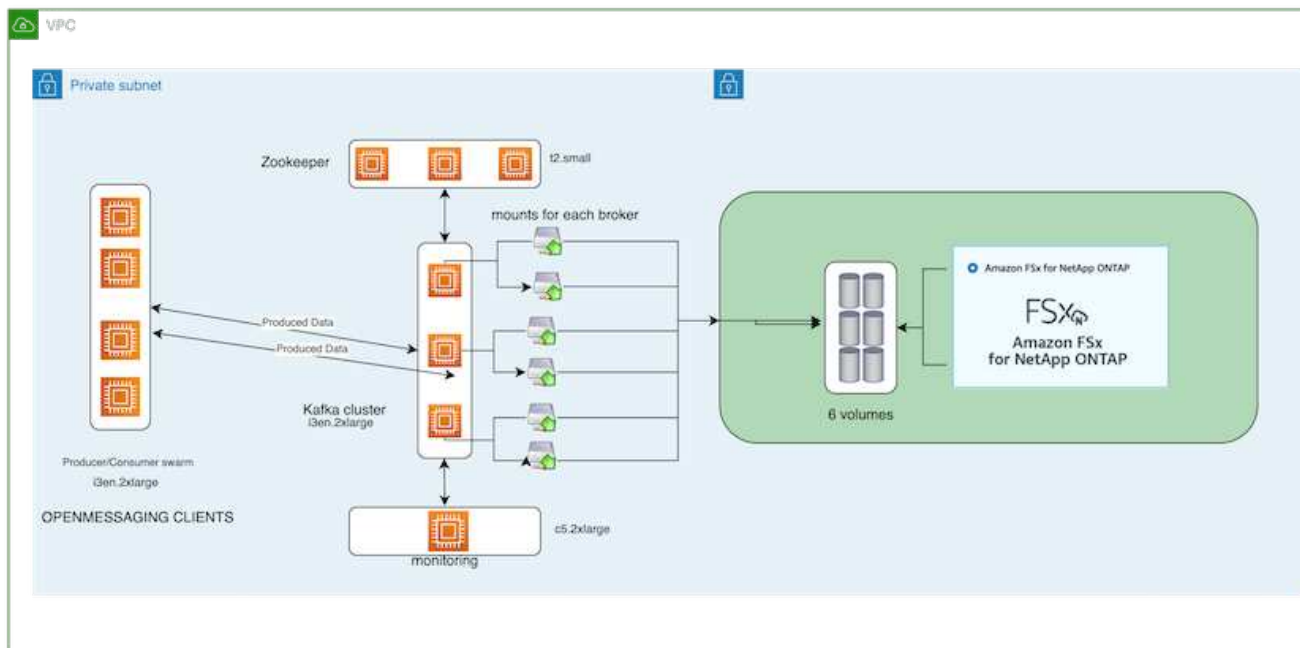 VPC
Private subnet
Zookeeper
t2.small
mounts for each broker
Produced Data
Produced Data
Kafka cluster
i3en.2xlarge
Producer/Consumer swarm
i3en.2xlarge
OPENMESSAGING CLIENTS
c5.2xlarge
monitoring
6 volumes
Amazon FSx for NetApp ONTAP
FSx
N
Amazon FSx
for NetApp ONTAP